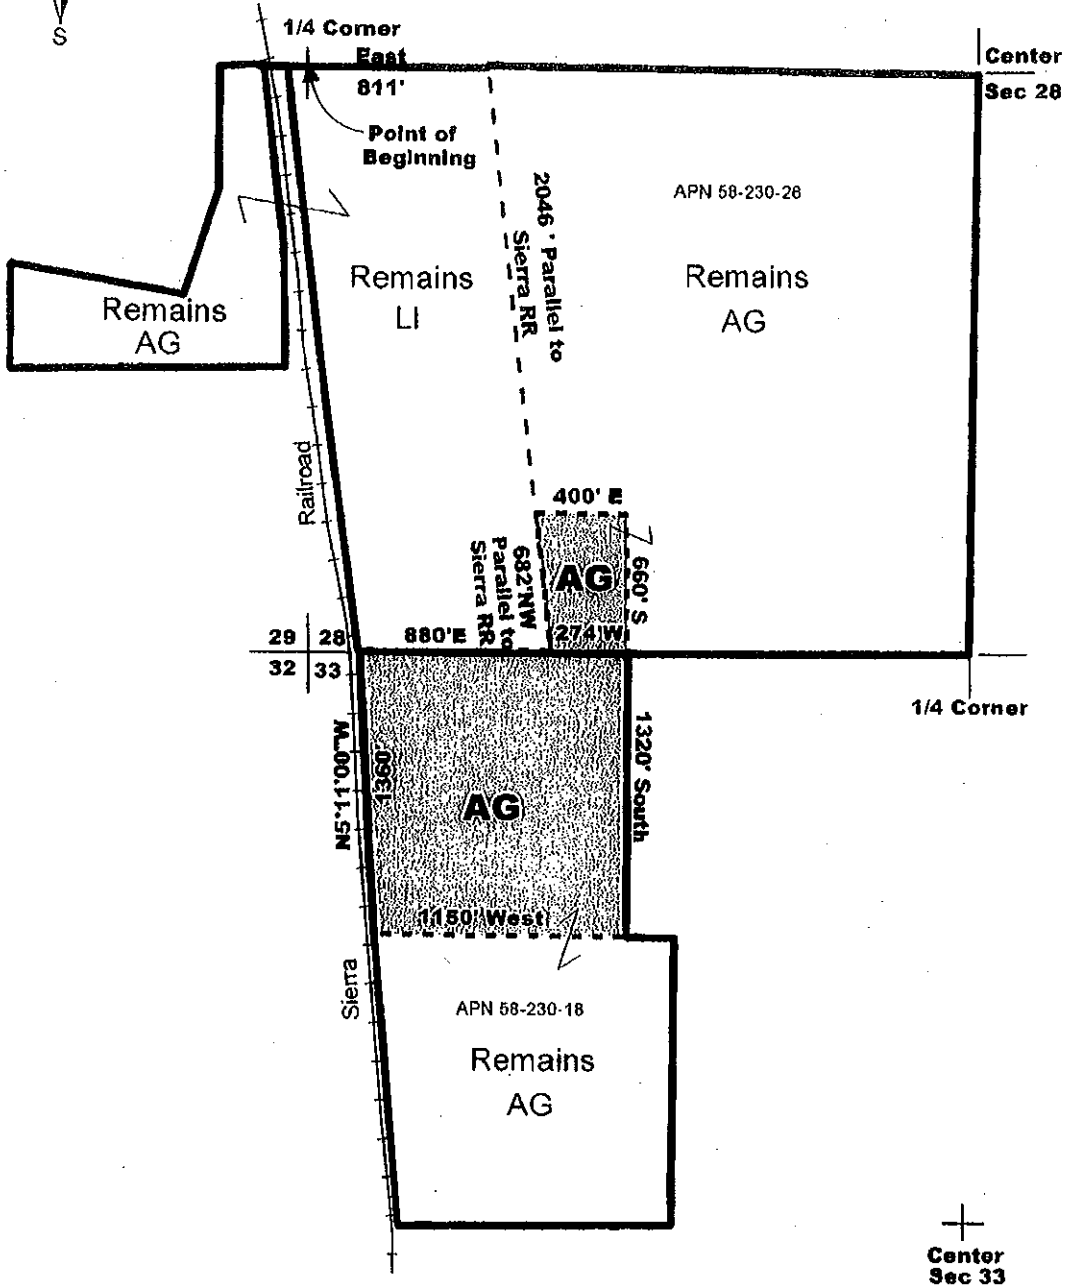 S
1/4 Corner
East
811'
Center
Sec 28
Point of
Beginning
APN 58-230-26
2046 ' Parallel to
Sierra RR
Remains
LI
Remains
AG
Remains
AG
Railroad
400' E
682'NW
Parallel to
Sierra RR
AG
660' S
29 28
32 33
880'E
274'W
1/4 Corner
N5°11'00"W
1360'
AG
1320' South
1150' West
Sierra
APN 58-230-18
Remains
AG
Center
Sec 33